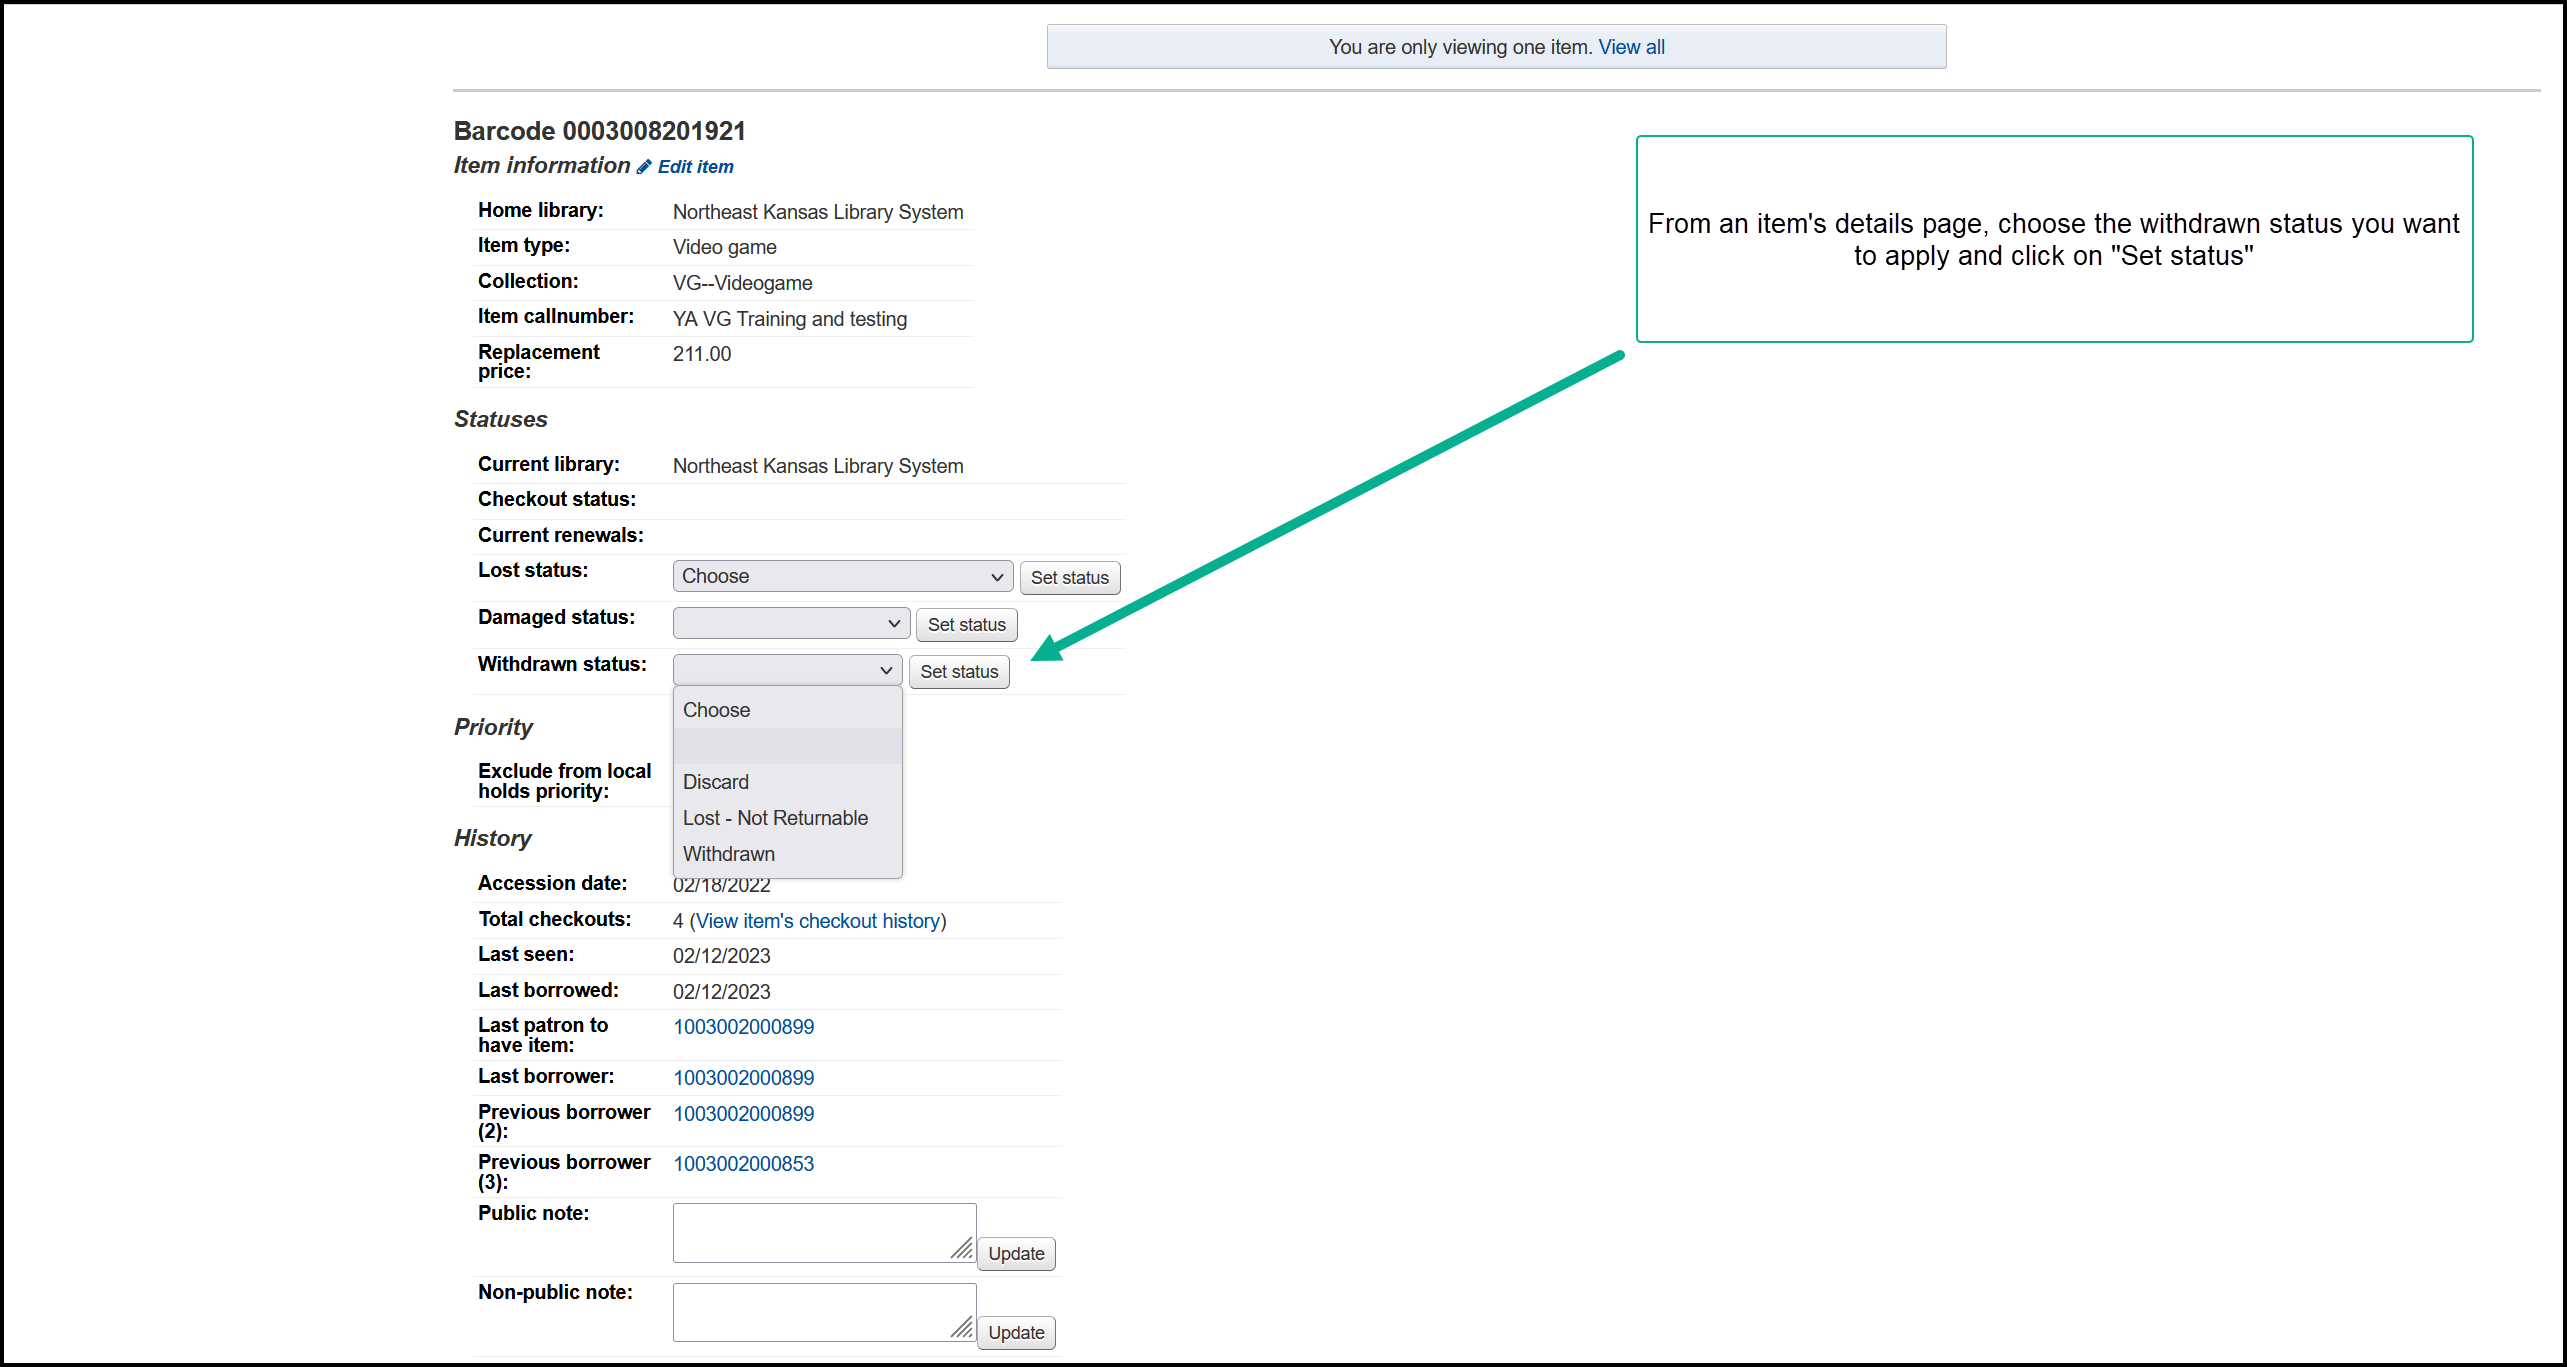 You are only viewing one item. View all
Barcode 0003008201921
Item information Edit item
Home library: Northeast Kansas Library System
Item type: Video game
Collection: VG--Videogame
Item callnumber: YA VG Training and testing
Replacement price: 211.00
From an item's details page, choose the withdrawn status you want
to apply and click on "Set status"
Statuses
Current library: Northeast Kansas Library System
Checkout status:
Current renewals:
Lost status: Choose Set status
Damaged status: Set status
Withdrawn status: Set status
Choose
Discard
Lost - Not Returnable
Withdrawn
Priority
Exclude from local
holds priority:
History
Accession date: 02/18/2022
Total checkouts: 4 (View item's checkout history)
Last seen: 02/12/2023
Last borrowed: 02/12/2023
Last patron to
have item: 1003002000899
Last borrower: 1003002000899
Previous borrower
(2): 1003002000899
Previous borrower
(3): 1003002000853
Public note: Update
Non-public note: Update